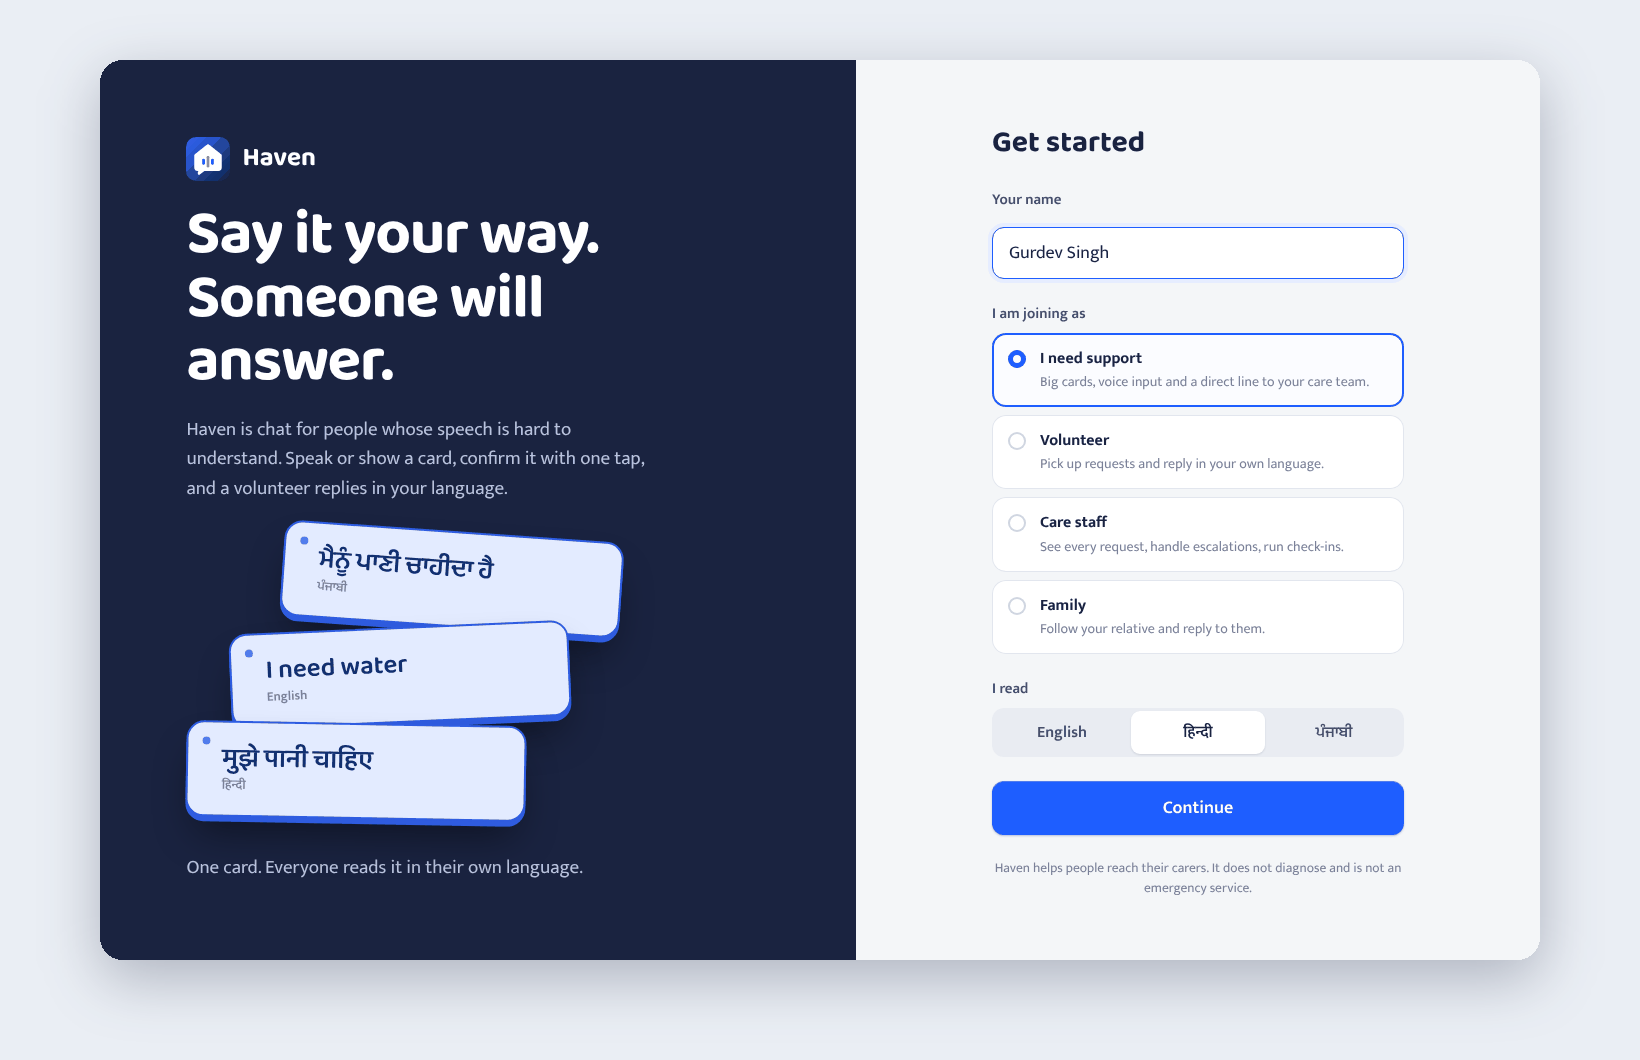 Haven
Say it your way.
Someone will
answer.
Haven is chat for people whose speech is hard to
understand. Speak or show a card, confirm it with one tap,
and a volunteer replies in your language.
ਮੈਨੂੰ ਪਾਣੀ ਚਾਹੀਦਾ ਹੈ
ਪੰਜਾਬੀ
I need water
English
मुझे पानी चाहिए
हिन्दी
One card. Everyone reads it in their own language.
Get started
Your name
Gurdev Singh
I am joining as
I need support
Big cards, voice input and a direct line to your care team.
Volunteer
Pick up requests and reply in your own language.
Care staff
See every request, handle escalations, run check-ins.
Family
Follow your relative and reply to them.
I read
English हिन्दी ਪੰਜਾਬੀ
Continue
Haven helps people reach their carers. It does not diagnose and is not an
emergency service.